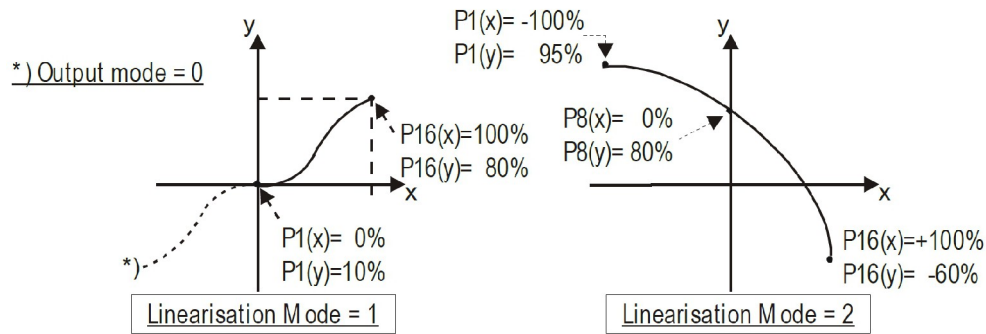 *) Output mode = 0
y
P16(x)=100%
P16(y)= 80%
x
P1(x)= 0%
P1(y)=10%
*)
Linearisation Mode = 1
P1(x)= -100%
P1(y)= 95%
y
P8(x)= 0%
P8(y)= 80%
x
P16(x)=+100%
P16(y)= -60%
Linearisation Mode = 2